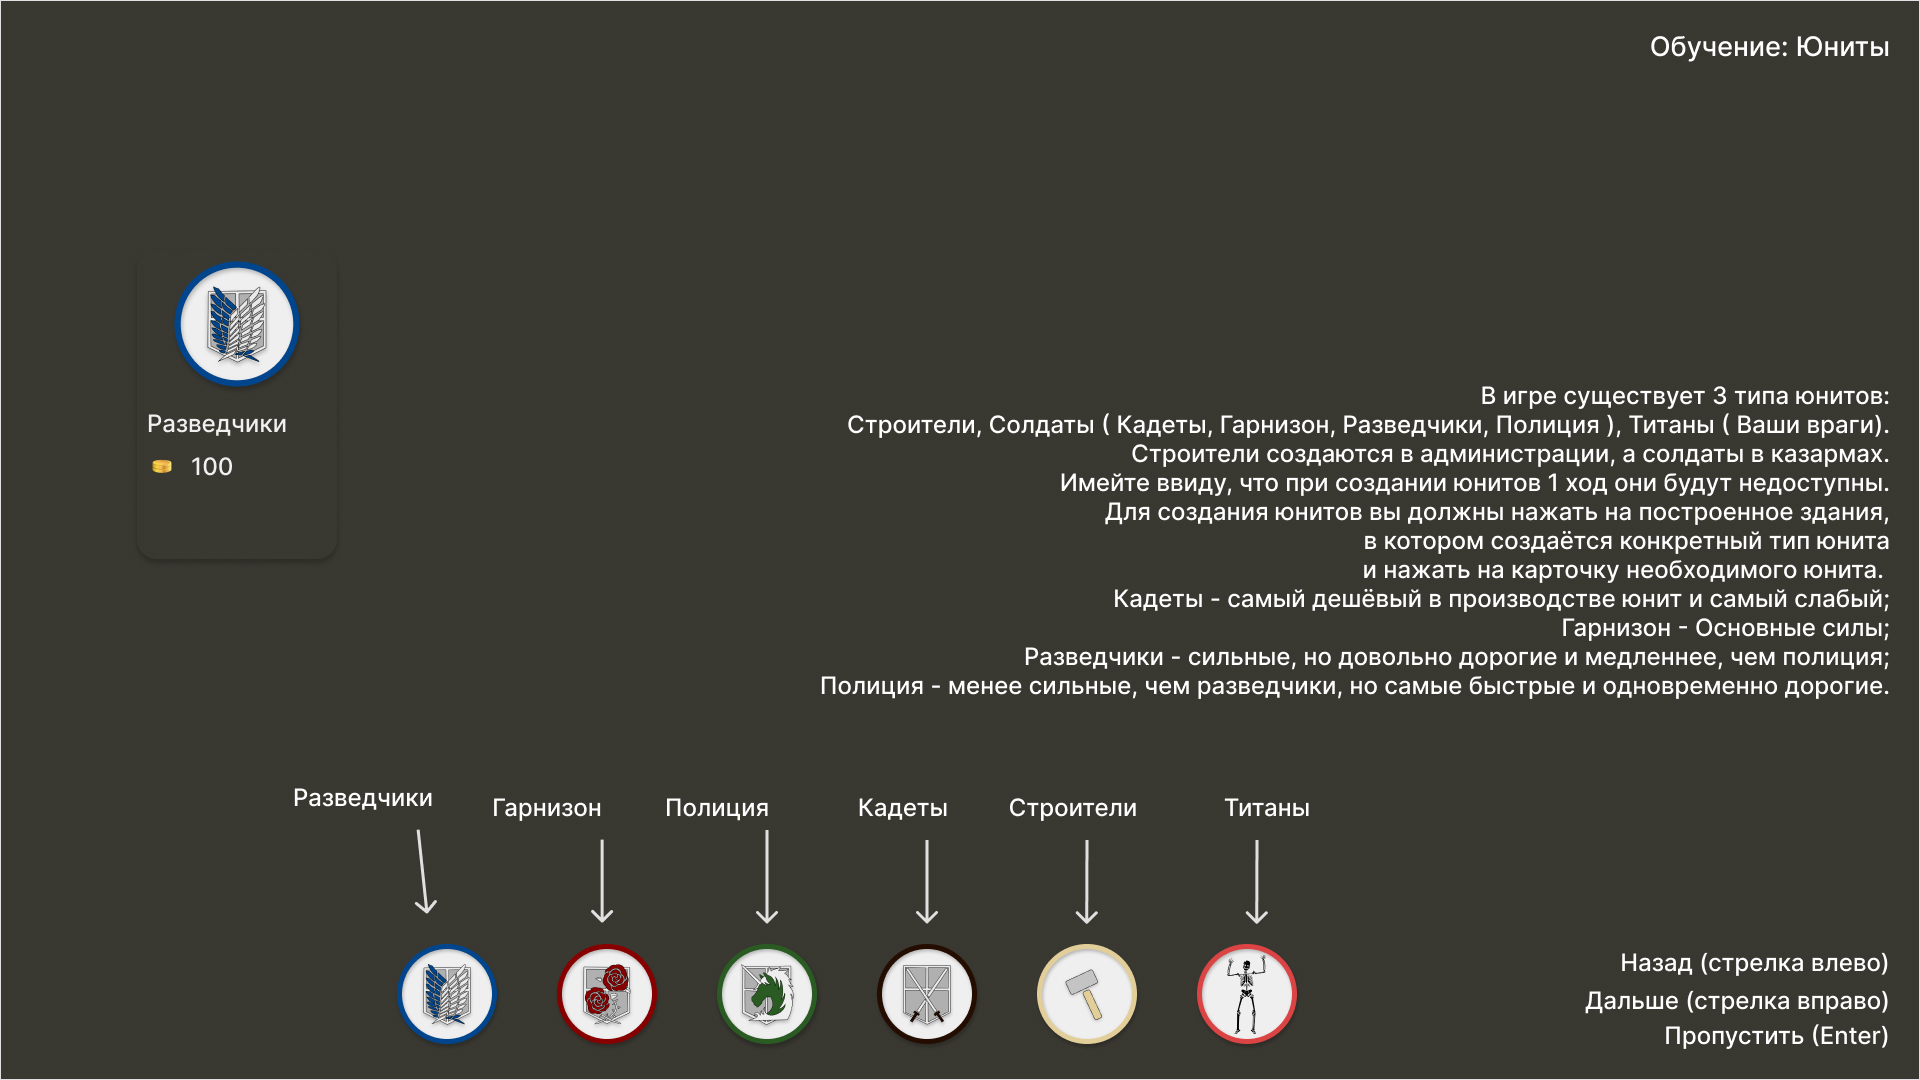 Обучение: Юниты
Разведчики
100
В игре существует 3 типа юнитов:
Строители, Солдаты ( Кадеты, Гарнизон, Разведчики, Полиция ), Титаны ( Ваши враги).
Строители создаются в администрации, а солдаты в казармах.
Имейте ввиду, что при создании юнитов 1 ход они будут недоступны.
Для создания юнитов вы должны нажать на построенное здания,
в котором создаётся конкретный тип юнита
и нажать на карточку необходимого юнита.
Кадеты - самый дешёвый в производстве юнит и самый слабый;
Гарнизон - Основные силы;
Разведчики - сильные, но довольно дорогие и медленнее, чем полиция;
Полиция - менее сильные, чем разведчики, но самые быстрые и одновременно дорогие.
Разведчики
Гарнизон
Полиция
Кадеты
Строители
Титаны
Назад (стрелка влево)
Дальше (стрелка вправо)
Пропустить (Enter)